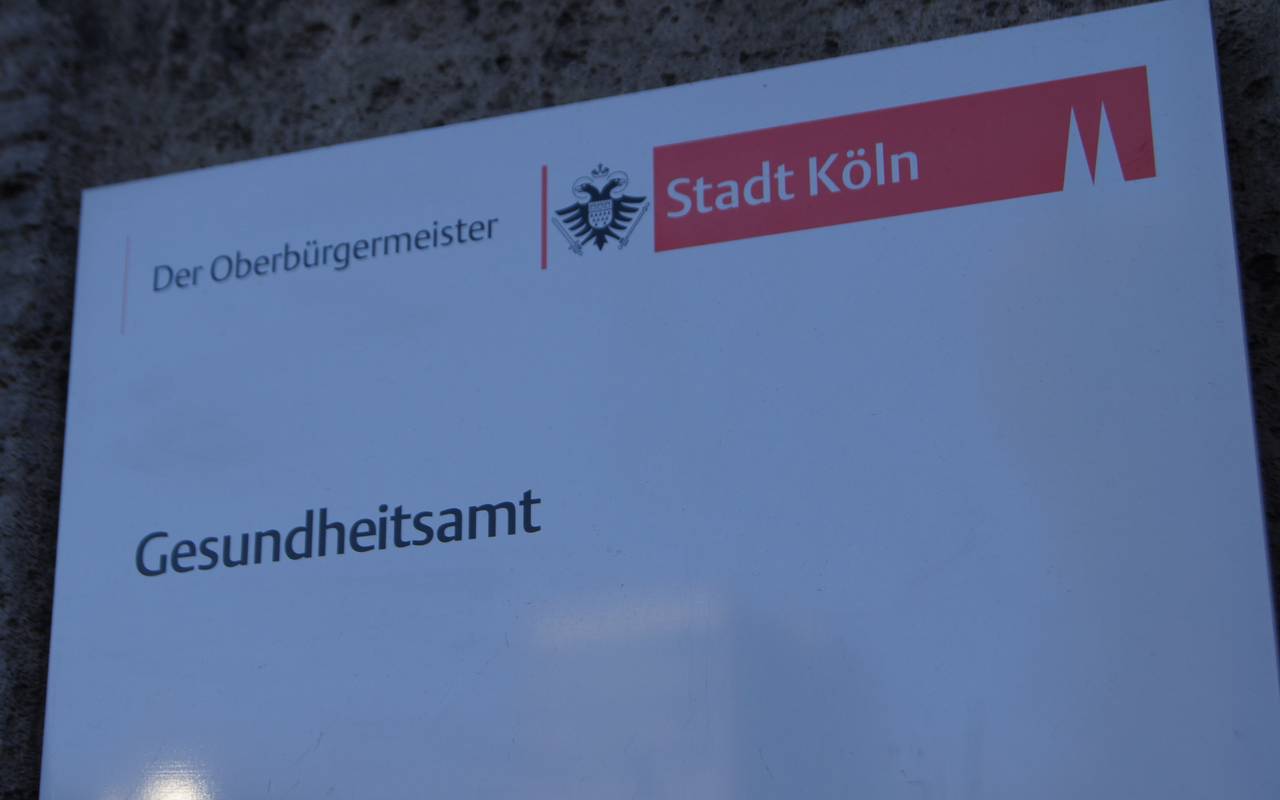 Der Oberbürgermeister
Stadt Köln
Gesundheitsamt